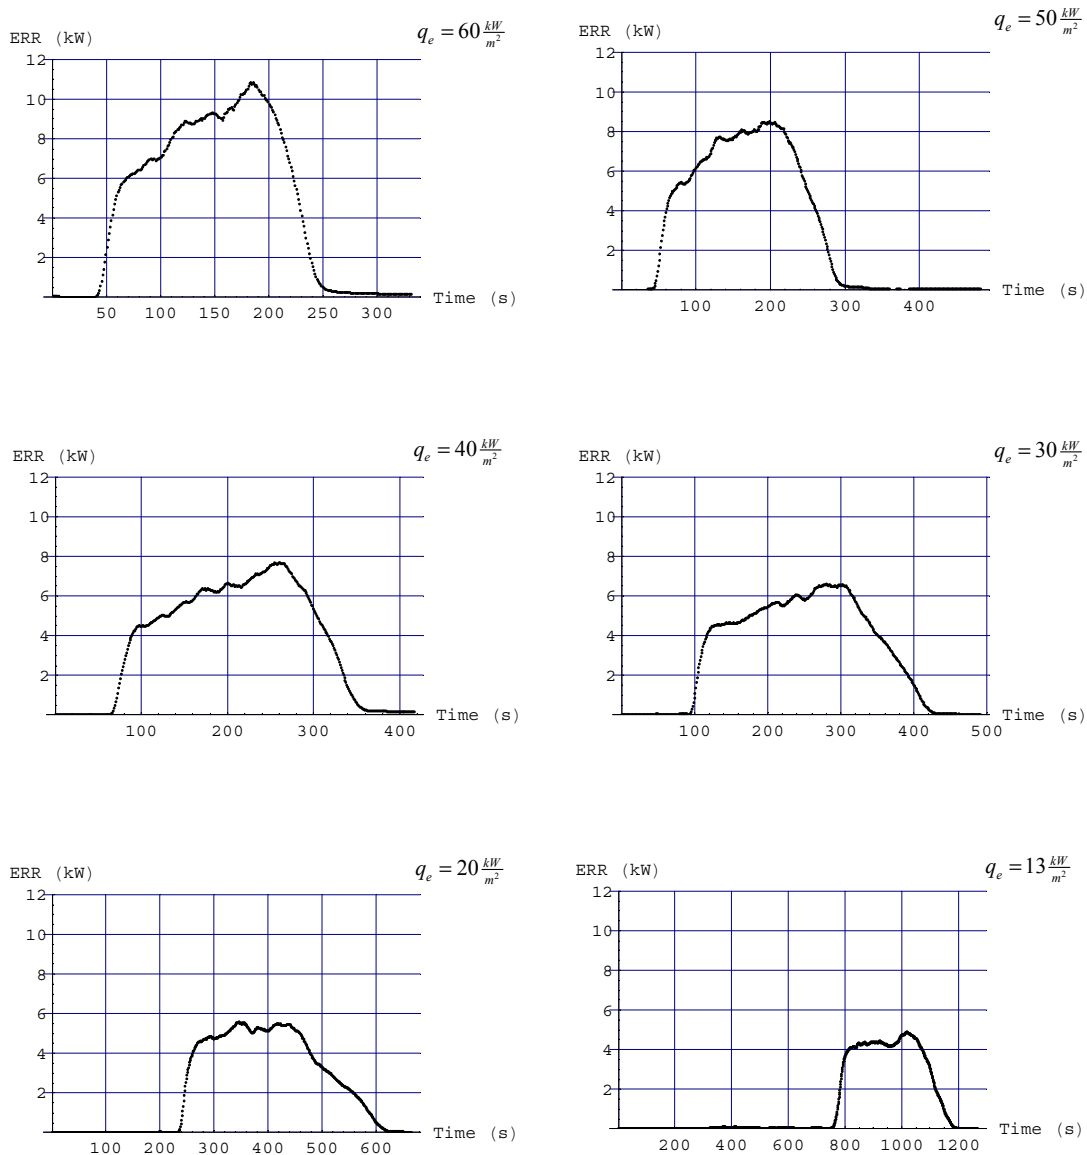 ERR (kW)
q_e = 60 kW/m²
12
10
8
6
4
2
Time (s)
50 100 150 200 250 300
ERR (kW)
q_e = 50 kW/m²
12
10
8
6
4
2
Time (s)
100 200 300 400
ERR (kW)
q_e = 40 kW/m²
12
10
8
6
4
2
Time (s)
100 200 300 400
ERR (kW)
q_e = 30 kW/m²
12
10
8
6
4
2
Time (s)
100 200 300 400 500
ERR (kW)
q_e = 20 kW/m²
12
10
8
6
4
2
Time (s)
100 200 300 400 500 600
ERR (kW)
q_e = 13 kW/m²
12
10
8
6
4
2
Time (s)
200 400 600 800 1000 1200